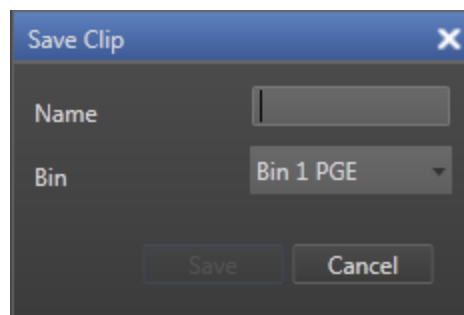 Save Clip
Name
Bin
Bin 1 PGE
Save
Cancel